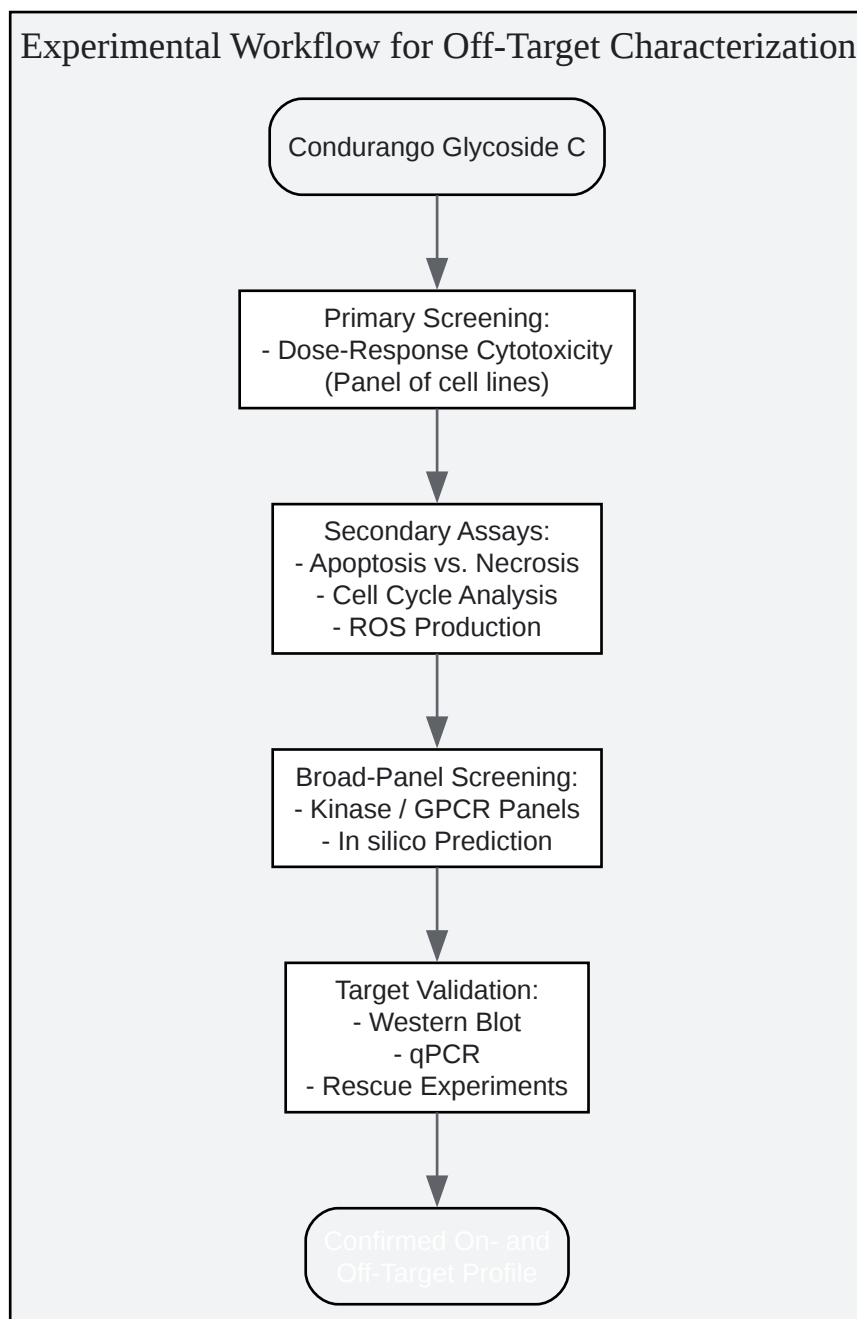 Experimental Workflow for Off-Target Characterization
Condurango Glycoside C
Primary Screening:
- Dose-Response Cytotoxicity
(Panel of cell lines)
Secondary Assays:
- Apoptosis vs. Necrosis
- Cell Cycle Analysis
- ROS Production
Broad-Panel Screening:
- Kinase / GPCR Panels
- In silico Prediction
Target Validation:
- Western Blot
- qPCR
- Rescue Experiments
Confirmed On- and
Off-Target Profile